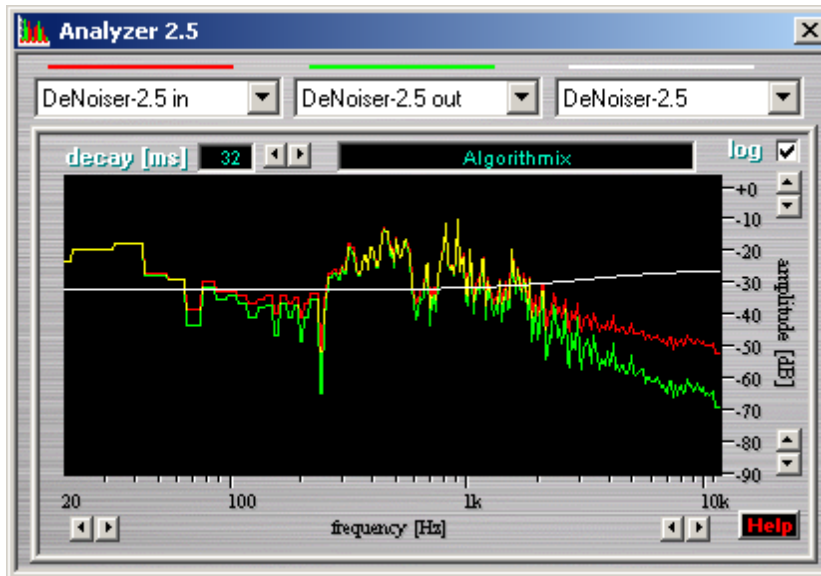 Analyzer 2.5
DeNoiser-2.5 in
DeNoiser-2.5 out
DeNoiser-2.5
decay [ms]
32
Algorithmix
log
+0
-10
-20
-30
-40
-50
-60
-70
-80
-90
amplitude [dB]
20
100
1k
10k
frequency [Hz]
Help